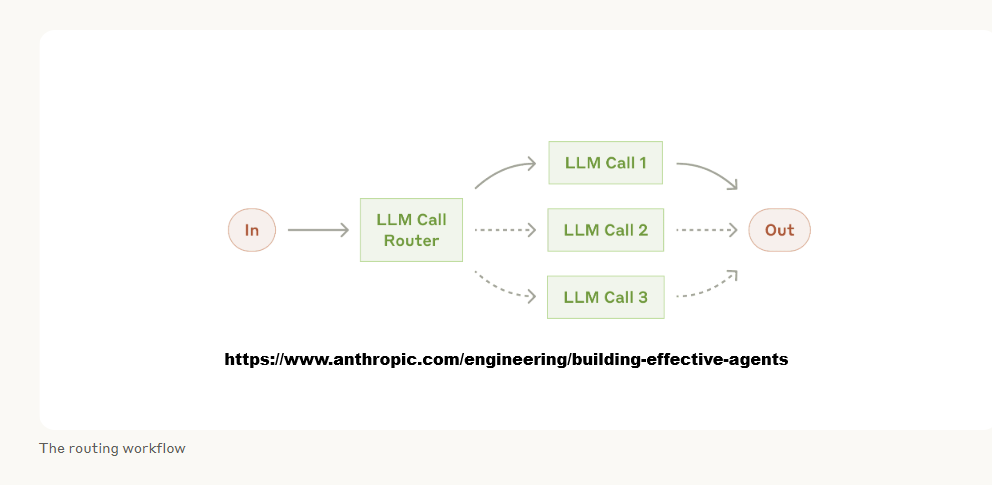 LLM Call 1
In
LLM Call
Router
LLM Call 2
Out
LLM Call 3
https://www.anthropic.com/engineering/building-effective-agents
The routing workflow